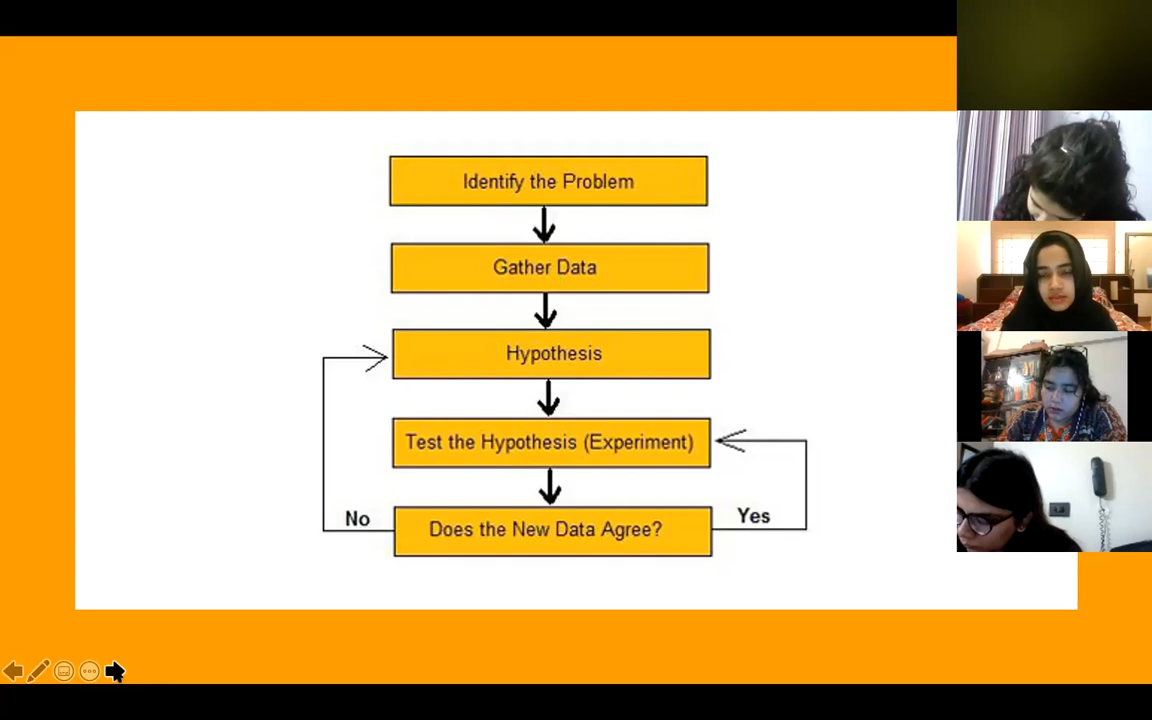 Identify the Problem
Gather Data
Hypothesis
Test the Hypothesis (Experiment)
No
Does the New Data Agree?
Yes